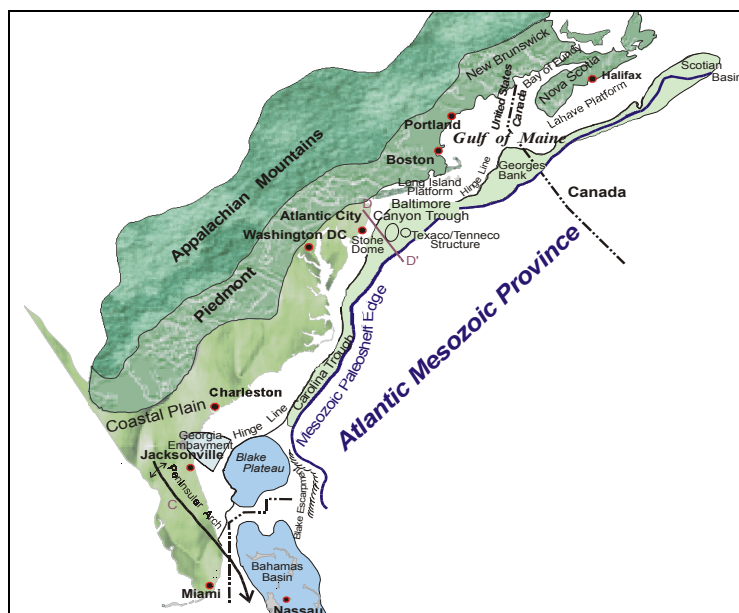 New Brunswick
Bay of Fundy
Nova Scotia
Halifax
Scotian
Basin
United States
Canada
Lahave Platform
Portland
Gulf of Maine
Boston
Hinge Line
Georges
Bank
Canada
Appalachian Mountains
Long Island
Platform
D
Baltimore
Canyon Trough
Atlantic City
Washington DC
Stone
Dome
Texaco/Tenneco
Structure
D'
Piedmont
Atlantic Mesozoic Province
Mesozoic Paleoshelf Edge
Carolina Trough
Charleston
Coastal Plain
Hinge Line
Georgia
Embayment
Jacksonville
Blake
Plateau
Blake Escarpment
Peninsular Arch
C
Bahamas
Basin
Miami
Nassau